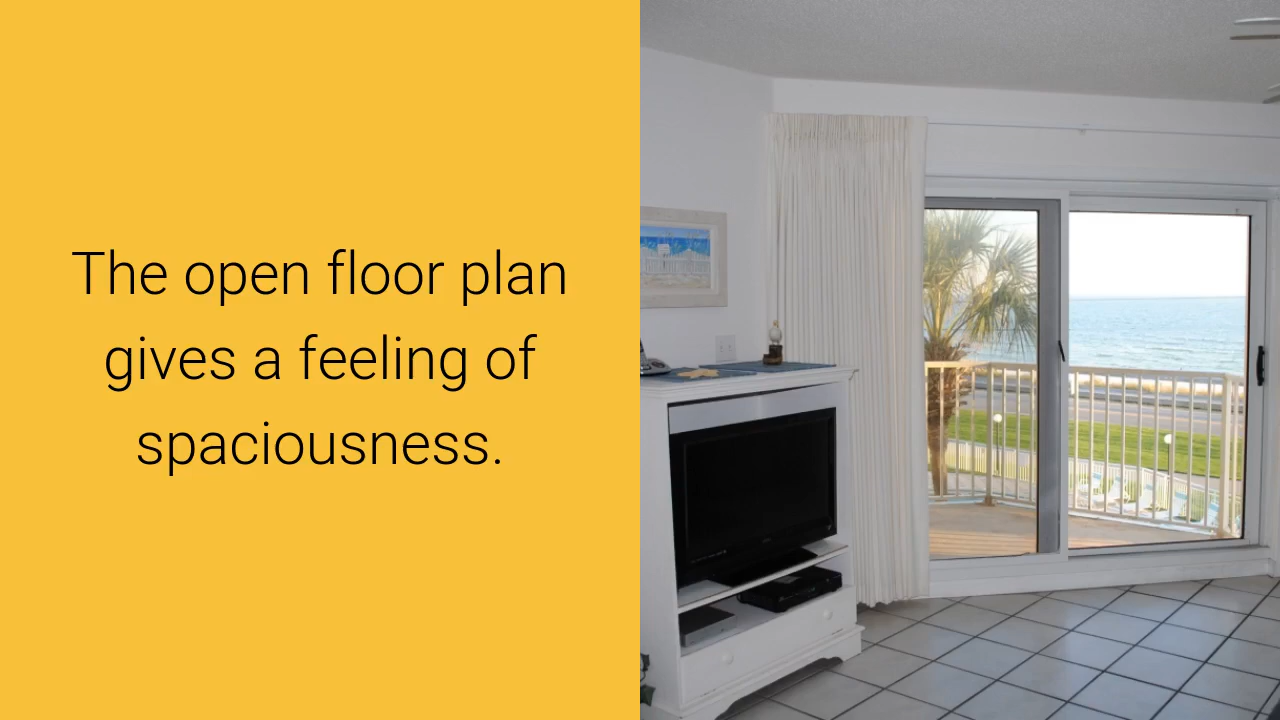 The open floor plan
gives a feeling of
spaciousness.